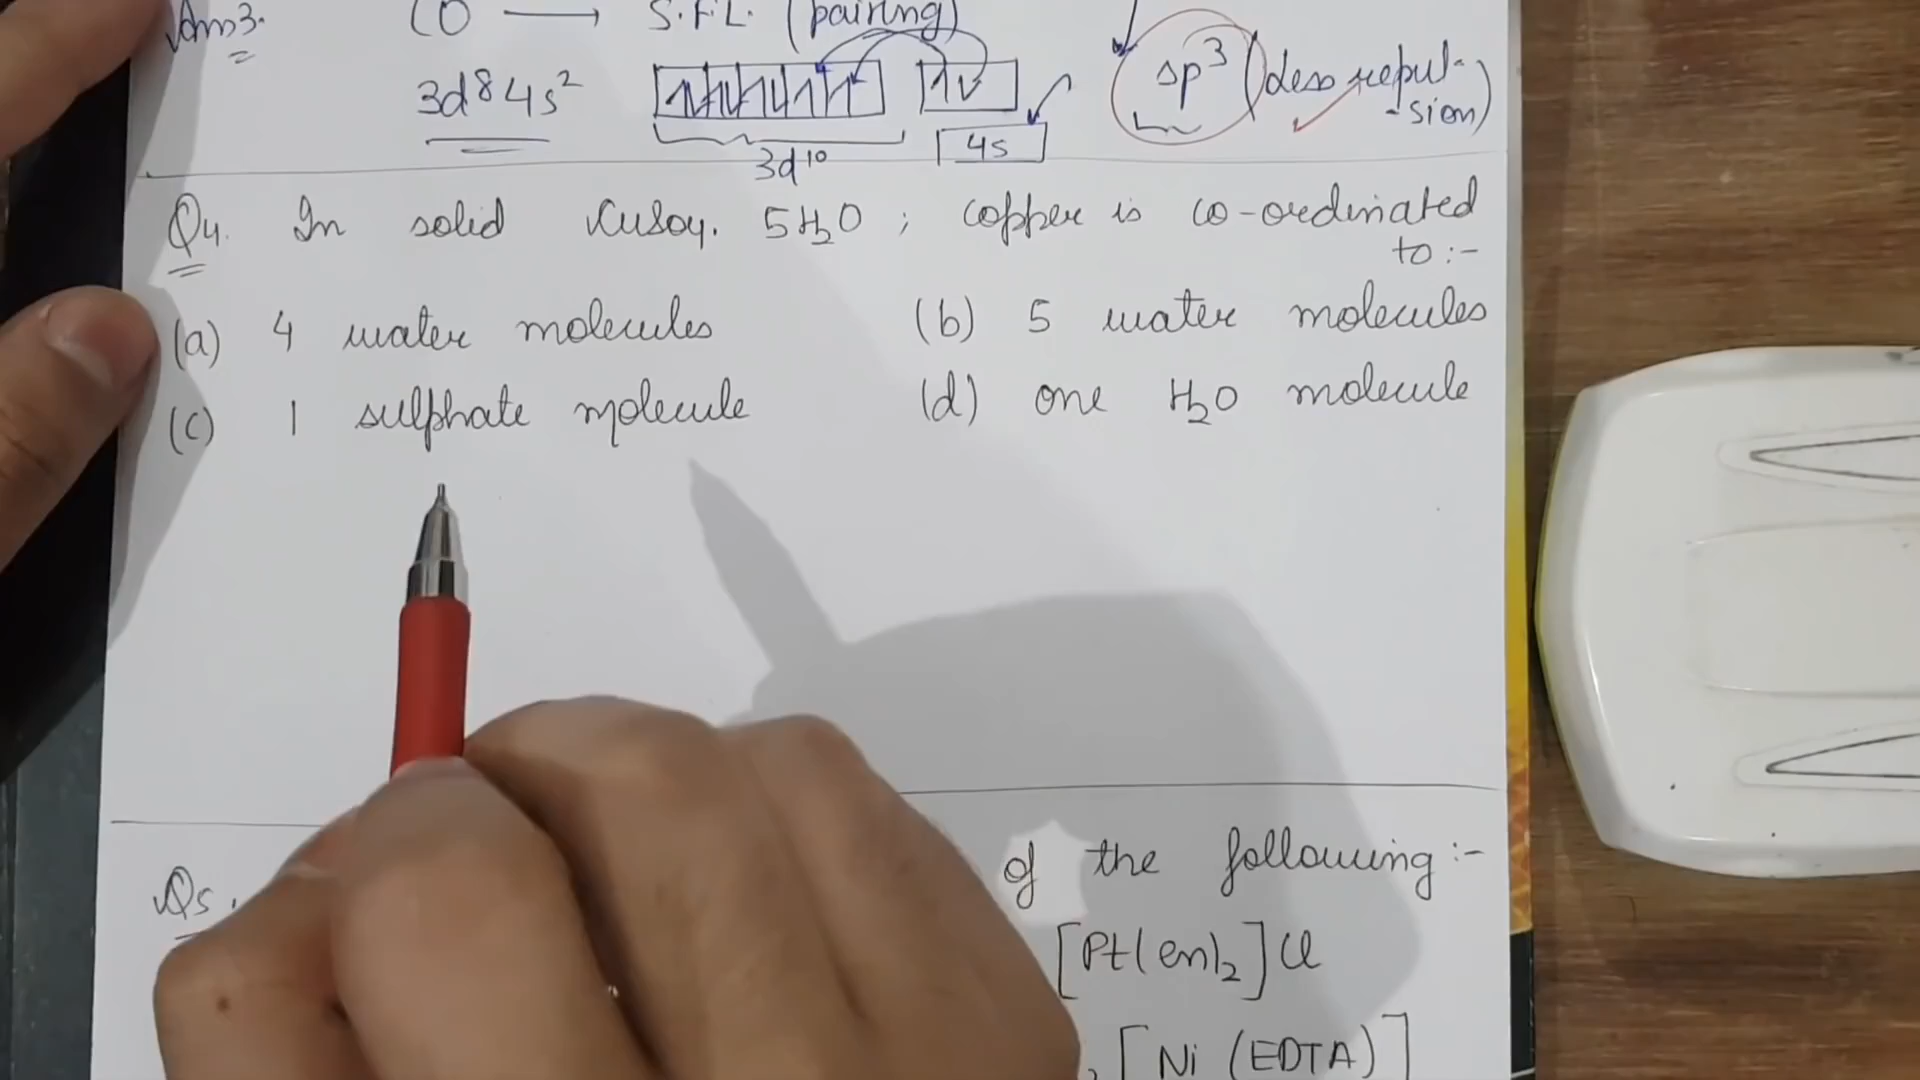 Ans3. CO ⟶ S.F.L. (pairing)
3d⁸4s² sp³ (less repul-
-sion)
3d¹⁰ 4s
Q4. In solid CuSO₄. 5H₂O ; copper is co-ordinated
to :-
(a) 4 water molecules (b) 5 water molecules
(c) 1 sulphate molecule (d) one H₂O molecule
Q5. of the following :-
[Pt(en)₂]Cl
, [Ni (EDTA)]